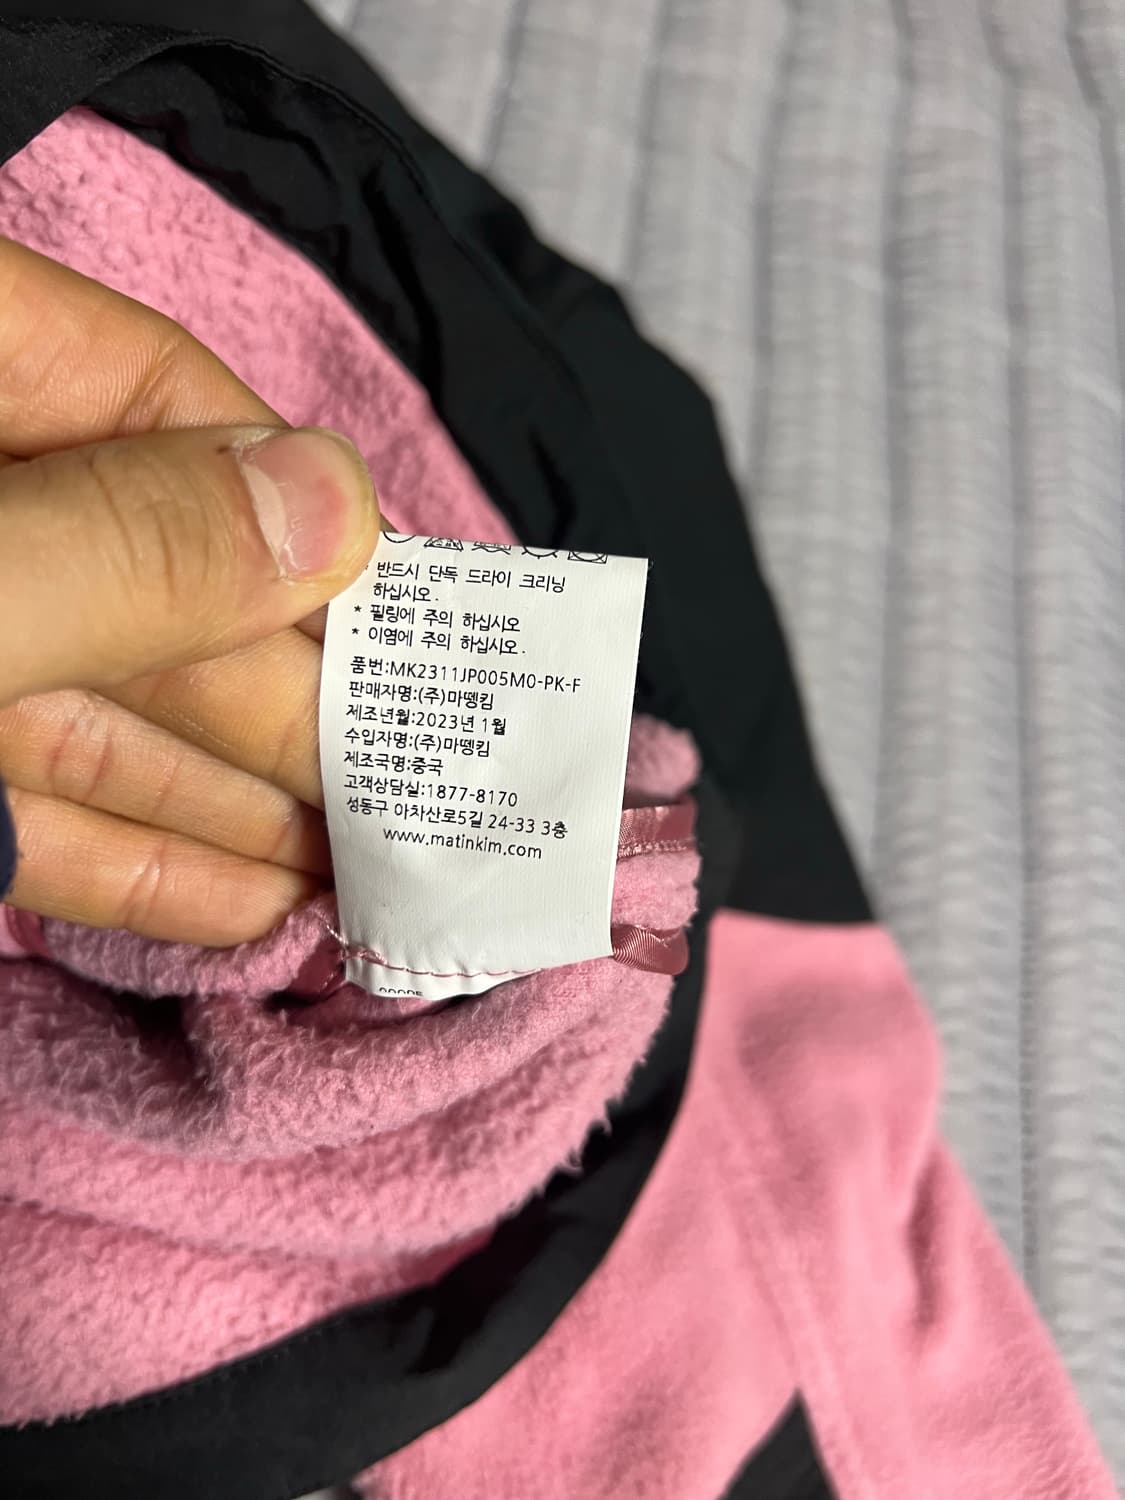 * 반드시 단독 드라이 크리닝
하십시오.
* 필링에 주의 하십시오
* 이염에 주의 하십시오.
품번:MK2311JP005M0-PK-F
판매자명:(주)마뗑킴
제조년월:2023년 1월
수입자명:(주)마뗑킴
제조국명:중국
고객상담실:1877-8170
성동구 아차산로5길 24-33 3층
www.matinkim.com